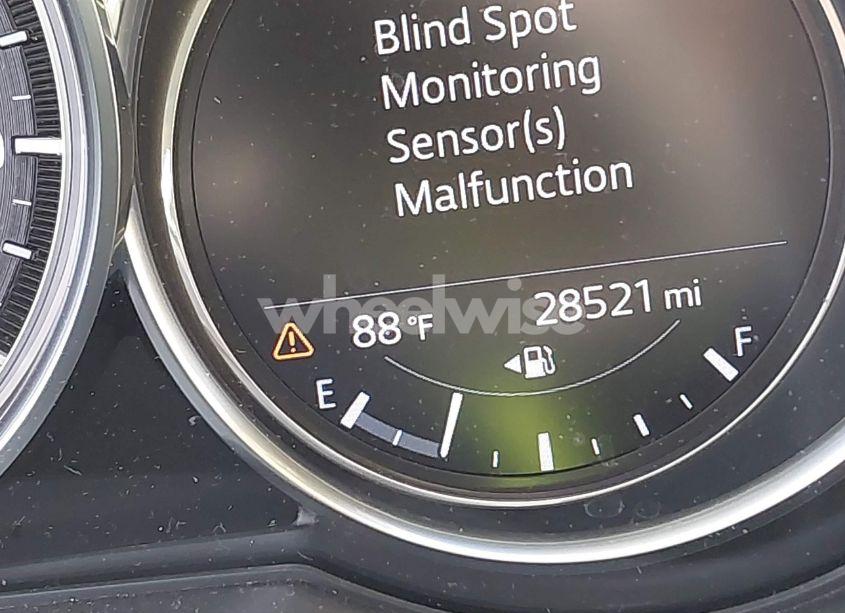 Blind Spot
Monitoring
Sensor(s)
Malfunction
wheelwise
88°F 28521 mi
E F